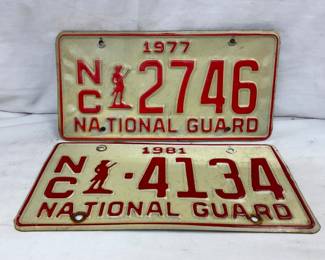 1977
NC 2746
NATIONAL GUARD
1981
NC -4134
NATIONAL GUARD